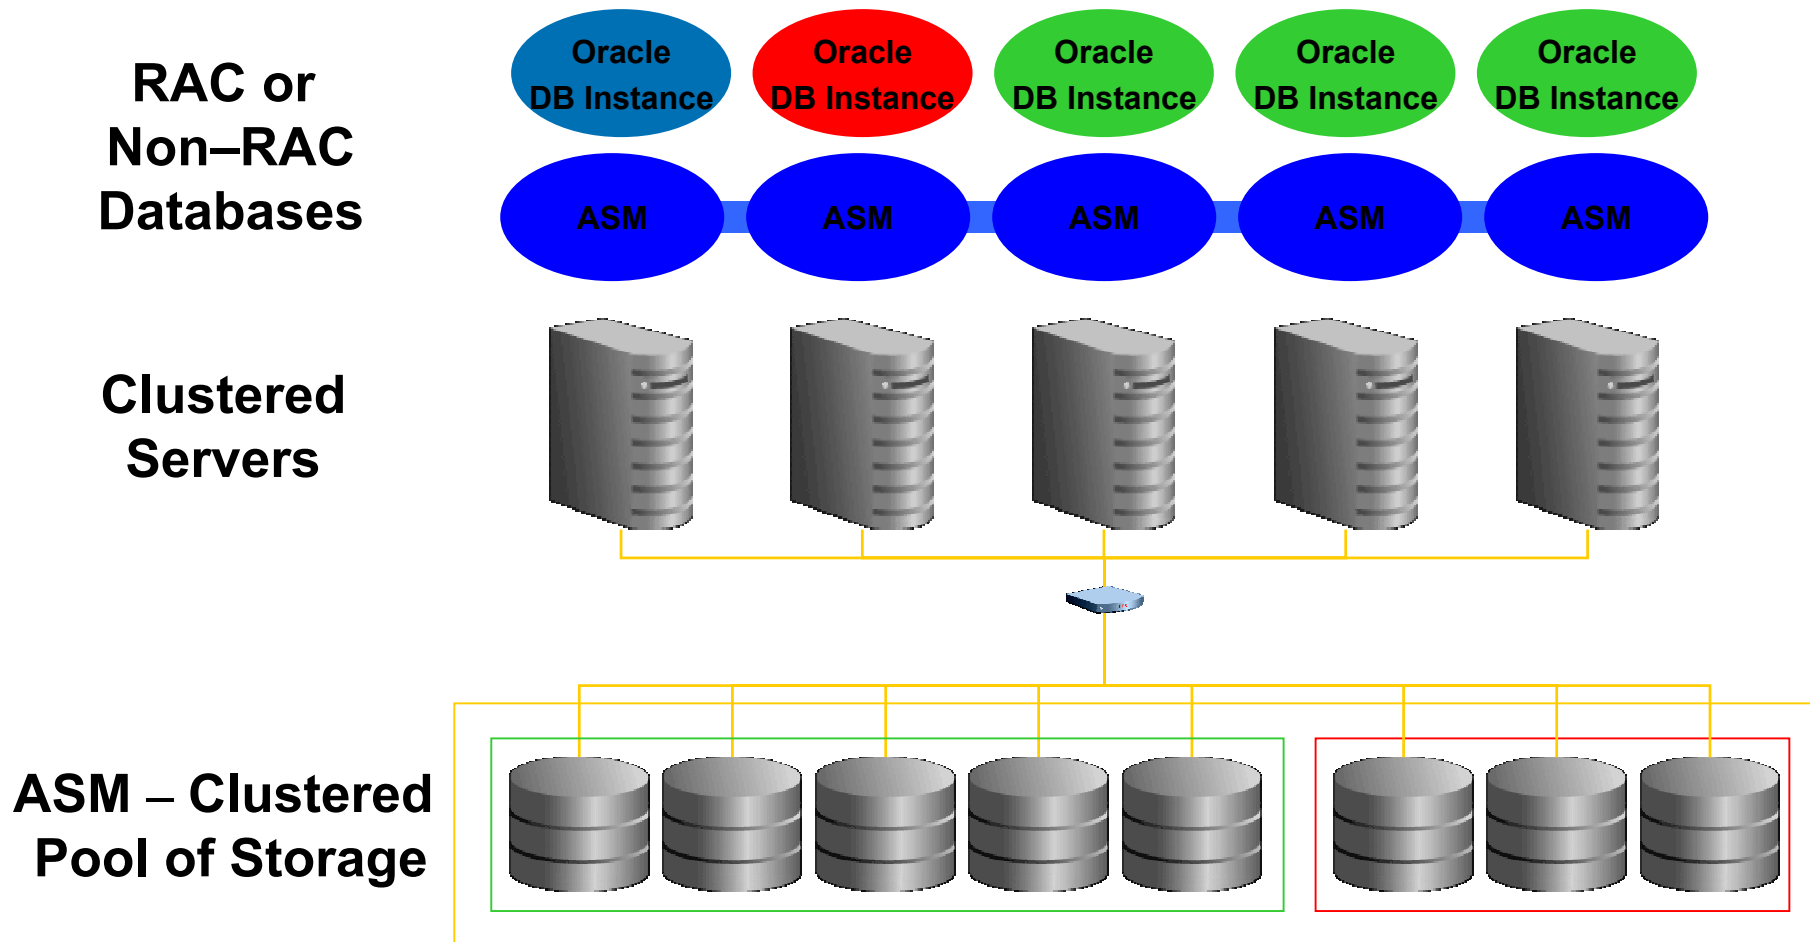 RAC or
Non–RAC
Databases
Oracle
DB Instance
Oracle
DB Instance
Oracle
DB Instance
Oracle
DB Instance
Oracle
DB Instance
ASM
ASM
ASM
ASM
ASM
Clustered
Servers
ASM – Clustered
Pool of Storage